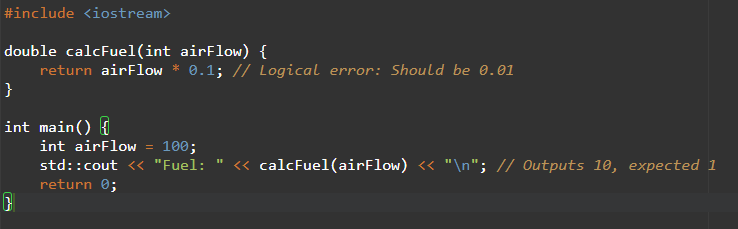 #include <iostream>

double calcFuel(int airFlow) {
    return airFlow * 0.1; // Logical error: Should be 0.01
}

int main() {
    int airFlow = 100;
    std::cout << "Fuel: " << calcFuel(airFlow) << "\n"; // Outputs 10, expected 1
    return 0;
}